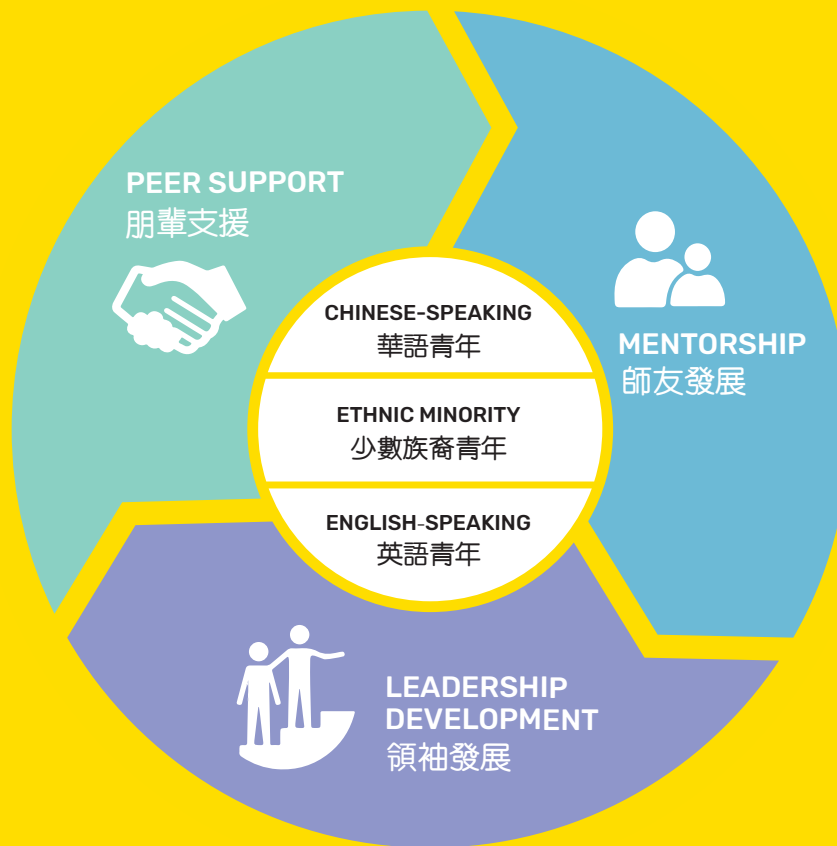 PEER SUPPORT
朋輩支援
MENTORSHIP
師友發展
CHINESE-SPEAKING
華語青年
ETHNIC MINORITY
少數族裔青年
ENGLISH-SPEAKING
英語青年
LEADERSHIP
DEVELOPMENT
領袖發展